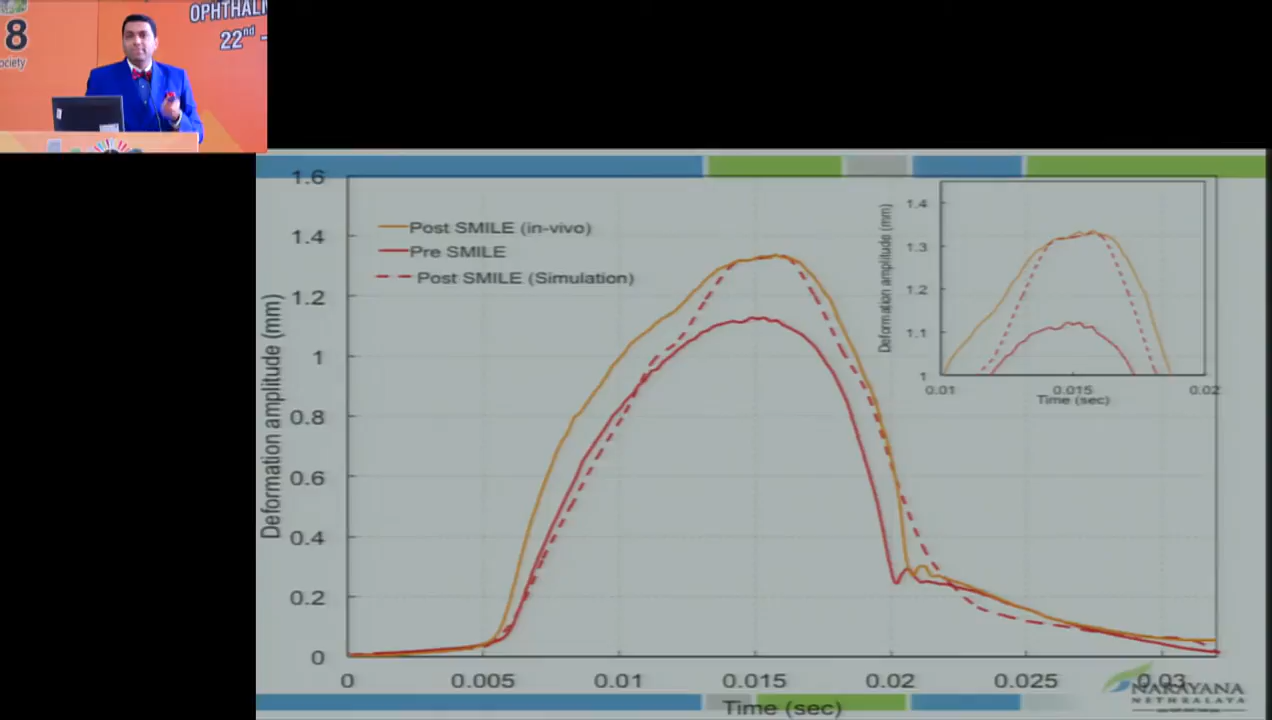 OPHTHALM
22nd -
8
ociety
1.6
1.4
1.2
1
0.8
0.6
0.4
0.2
0
Deformation amplitude (mm)
Post SMILE (in-vivo)
Pre SMILE
Post SMILE (Simulation)
0
0.005
0.01
0.015
0.02
0.025
0.03
Time (sec)
1.4
1.3
1.2
1.1
1
Deformation amplitude (mm)
0.01
0.015
0.02
Time (sec)
NARAYANA
NETHRALAYA